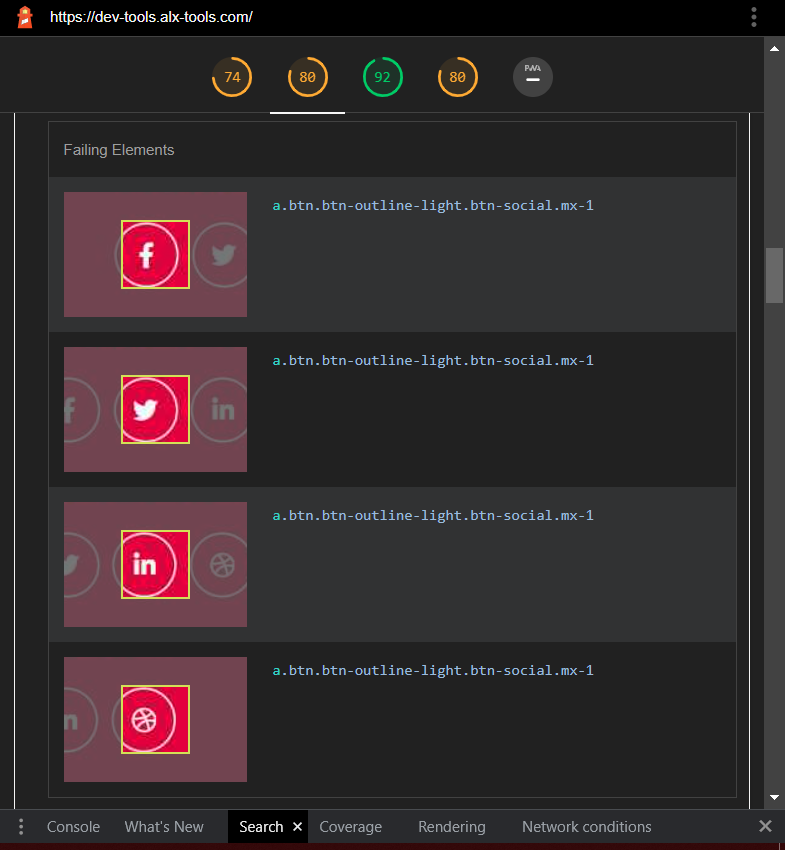 https://dev-tools.alx-tools.com/
74 80 92 80 PWA
Failing Elements
a.btn.btn-outline-light.btn-social.mx-1
a.btn.btn-outline-light.btn-social.mx-1
a.btn.btn-outline-light.btn-social.mx-1
a.btn.btn-outline-light.btn-social.mx-1
Console What's New Search Coverage Rendering Network conditions